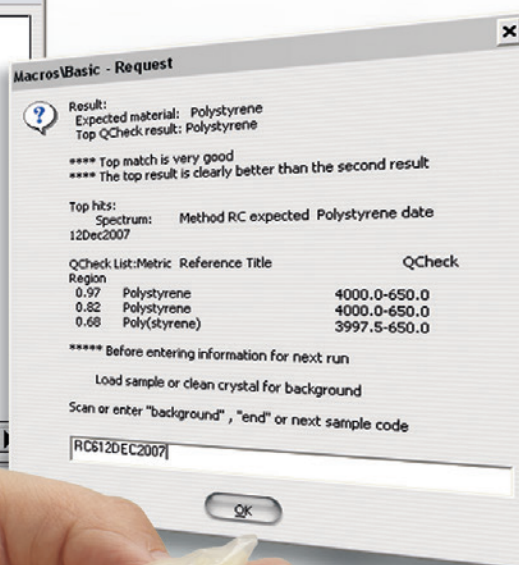 Macros\Basic - Request
Result:
Expected material: Polystyrene
Top QCheck result: Polystyrene
**** Top match is very good
**** The top result is clearly better than the second result
Top hits:
Spectrum: Method RC expected Polystyrene date
12Dec2007
QCheck List:Metric Reference Title QCheck
Region
0.97 Polystyrene 4000.0-650.0
0.82 Polystyrene 4000.0-650.0
0.68 Poly(styrene) 3997.5-650.0
***** Before entering information for next run
Load sample or clean crystal for background
Scan or enter "background" , "end" or next sample code
RC612DEC2007
OK